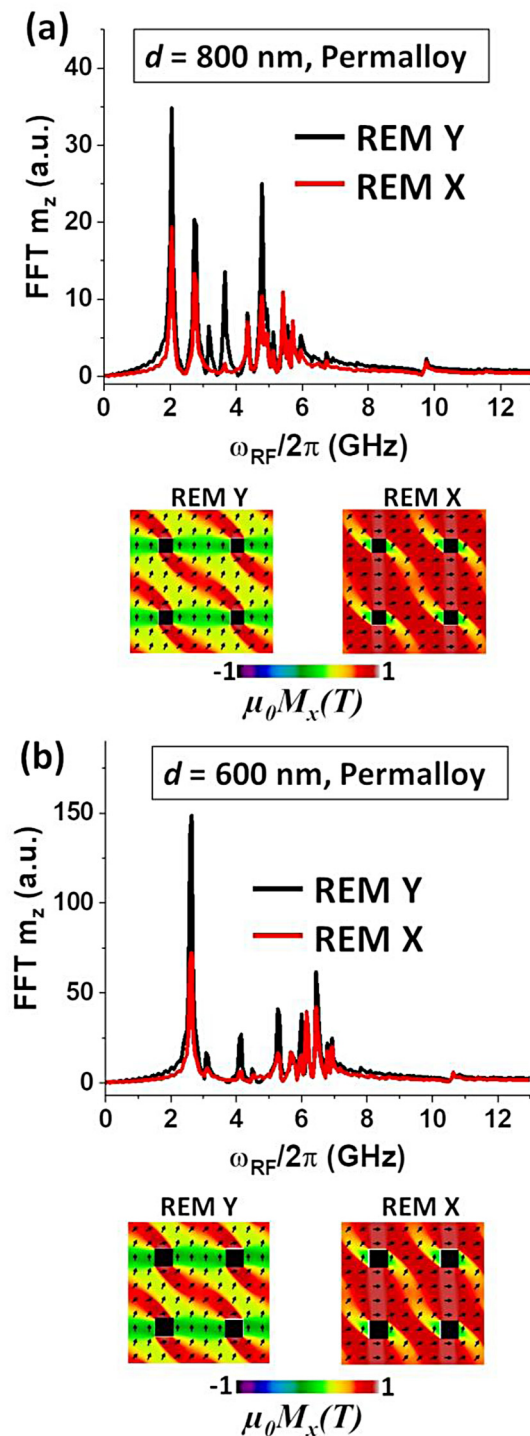 (a)
d = 800 nm, Permalloy
REM Y
REM X
FFT m_z (a.u.)
40
30
20
10
0
0 2 4 6 8 10 12
ω_RF/2π (GHz)
REM Y REM X
-1 1
μ₀M_x(T)
(b)
d = 600 nm, Permalloy
REM Y
REM X
FFT m_z (a.u.)
150
100
50
0
0 2 4 6 8 10 12
ω_RF/2π (GHz)
REM Y REM X
-1 1
μ₀M_x(T)